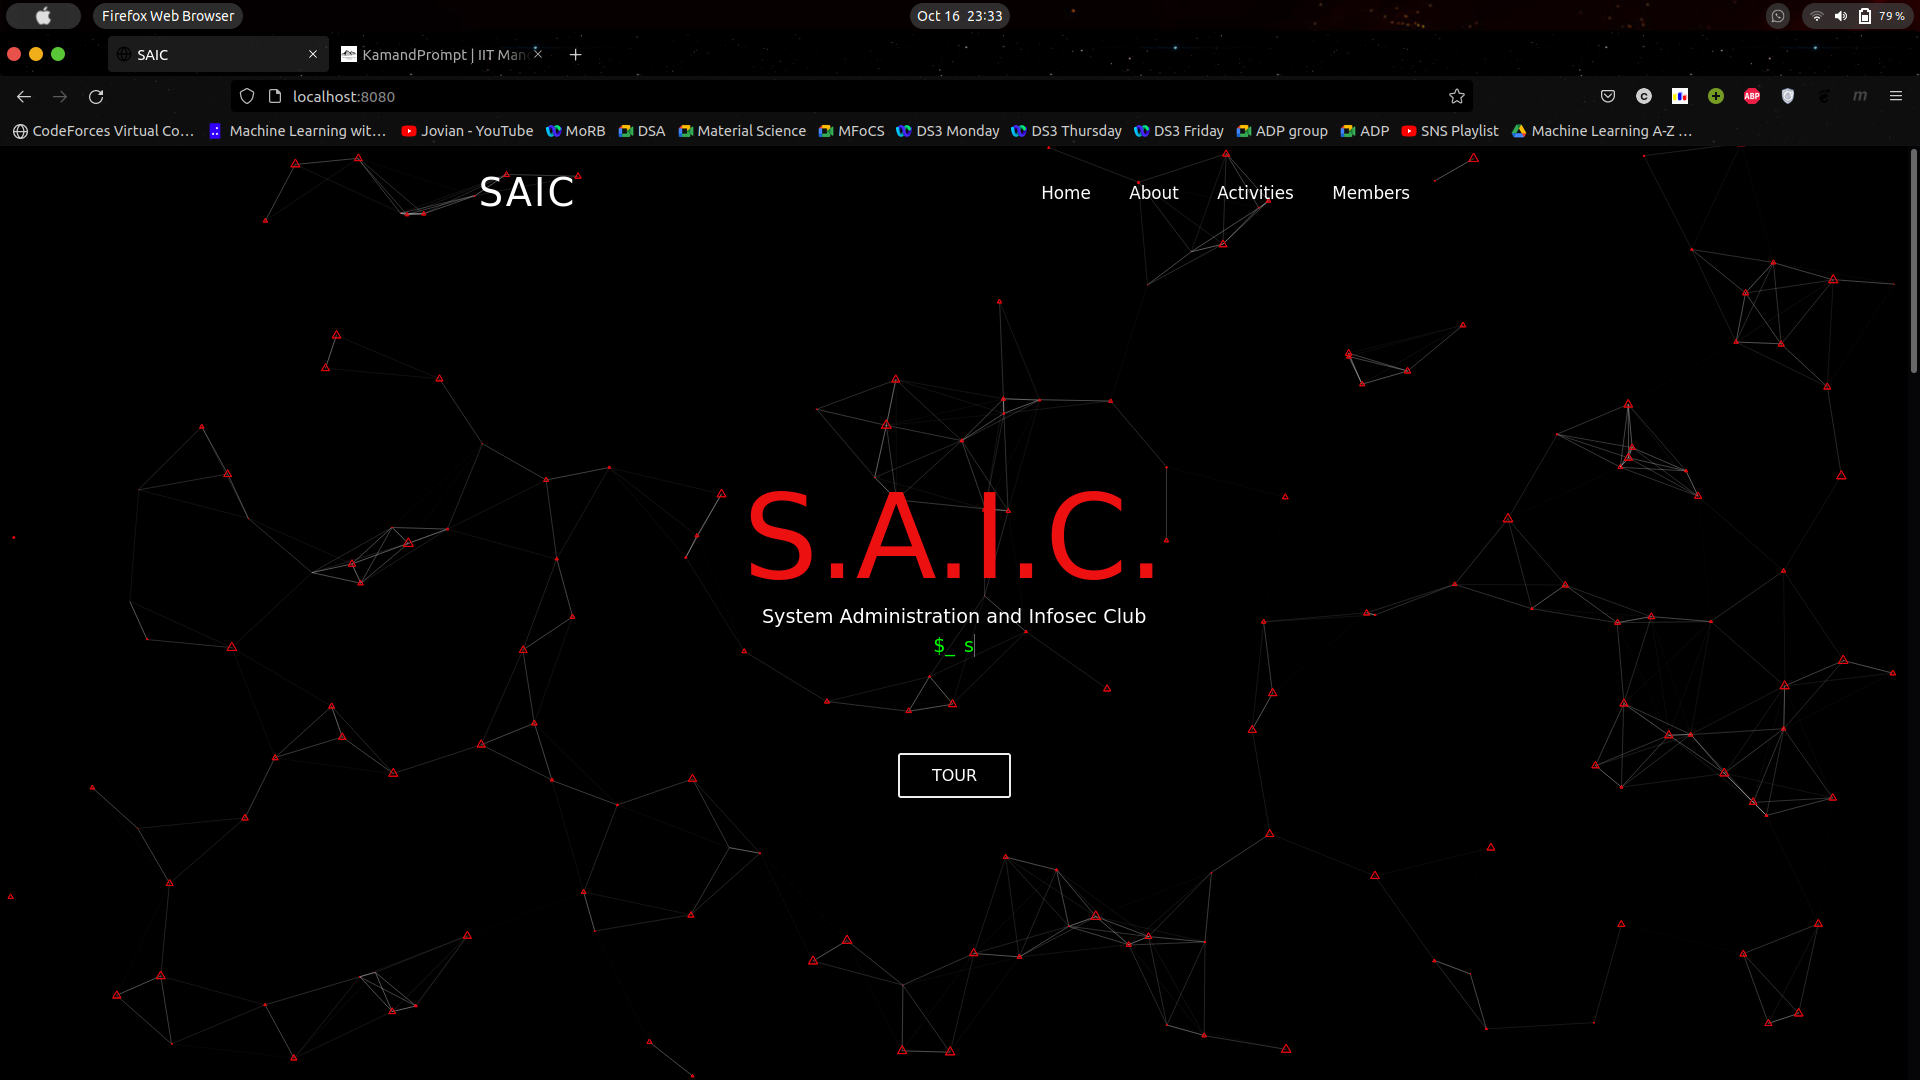 Firefox Web Browser
Oct 16 23:33
79 %
SAIC
KamandPrompt | IIT Man
localhost:8080
ABP
m
CodeForces Virtual Co… Machine Learning wit… Jovian - YouTube MoRB DSA Material Science MFoCS DS3 Monday DS3 Thursday DS3 Friday ADP group ADP SNS Playlist Machine Learning A-Z …
SAIC
Home About Activities Members
S.A.I.C.
System Administration and Infosec Club
$_ s
TOUR